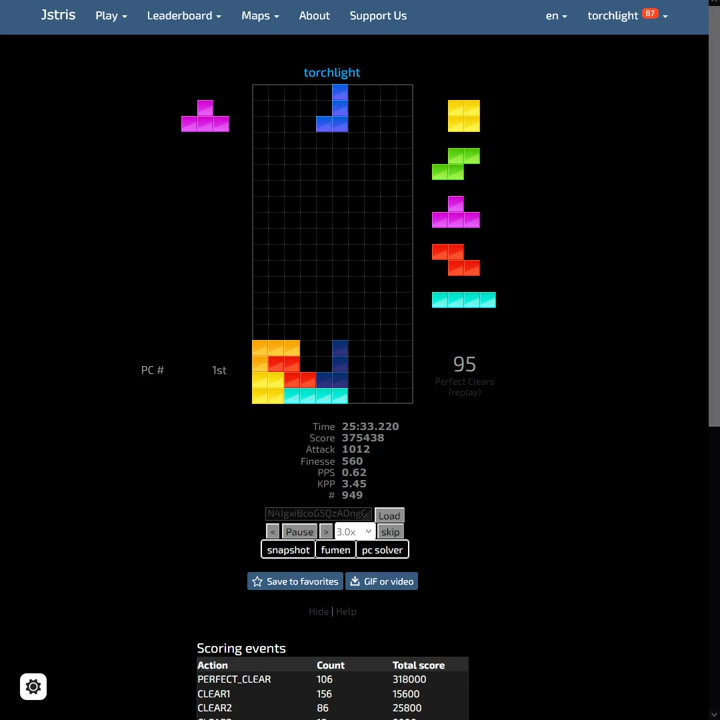 Jstris Play Leaderboard Maps About Support Us en torchlight 87
torchlight
PC # 1st
95
Perfect Clears
(replay)
Time 25:33.220
Score 375438
Attack 1012
Finesse 560
PPS 0.62
KPP 3.45
# 949
Load
< Pause > 3.0x skip
snapshot fumen pc solver
Save to favorites GIF or video
Hide | Help
Scoring events
Action Count Total score
PERFECT_CLEAR 106 318000
CLEAR1 156 15600
CLEAR2 86 25800